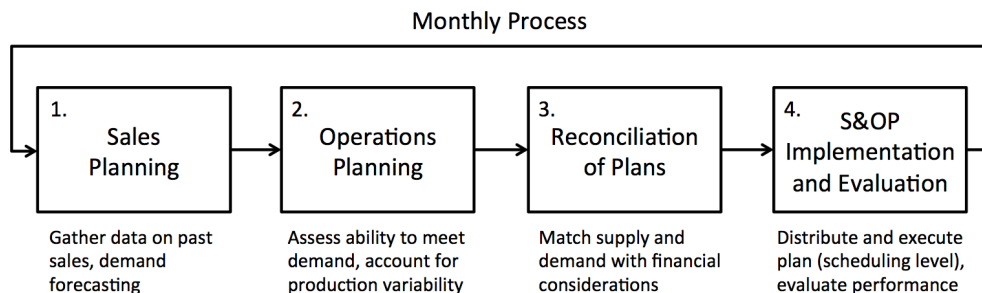 Monthly Process
1.
Sales
Planning
2.
Operations
Planning
3.
Reconciliation
of Plans
4.
S&OP
Implementation
and Evaluation
Gather data on past
sales, demand
forecasting
Assess ability to meet
demand, account for
production variability
Match supply and
demand with financial
considerations
Distribute and execute
plan (scheduling level),
evaluate performance